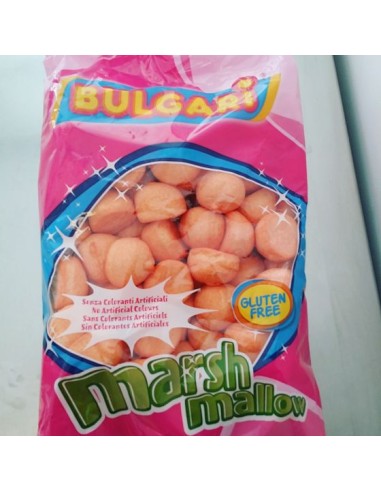 BULGARI
Senza Coloranti Artificiali
No Artificial Colours
Sans Colorants Artificiels
Sin Colorantes Artificiales
GLUTEN
FREE
marsh
mallow